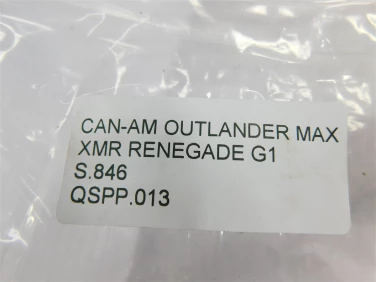 CAN-AM OUTLANDER MAX
XMR RENEGADE G1
S.846
QSPP.013